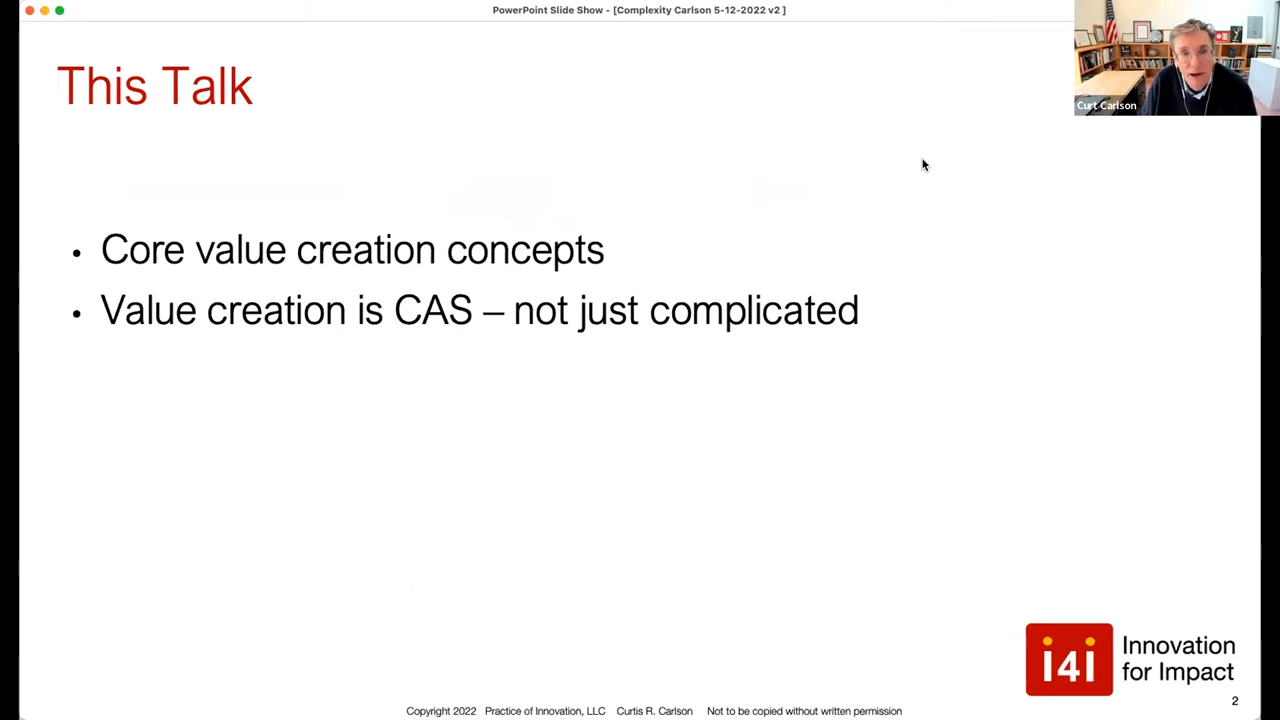 PowerPoint Slide Show - [Complexity Carlson 5-12-2022 v2 ]
Curt Carlson
This Talk
• Core value creation concepts
• Value creation is CAS – not just complicated
i4i
Innovation
for Impact
2
Copyright 2022 Practice of Innovation, LLC Curtis R. Carlson Not to be copied without written permission